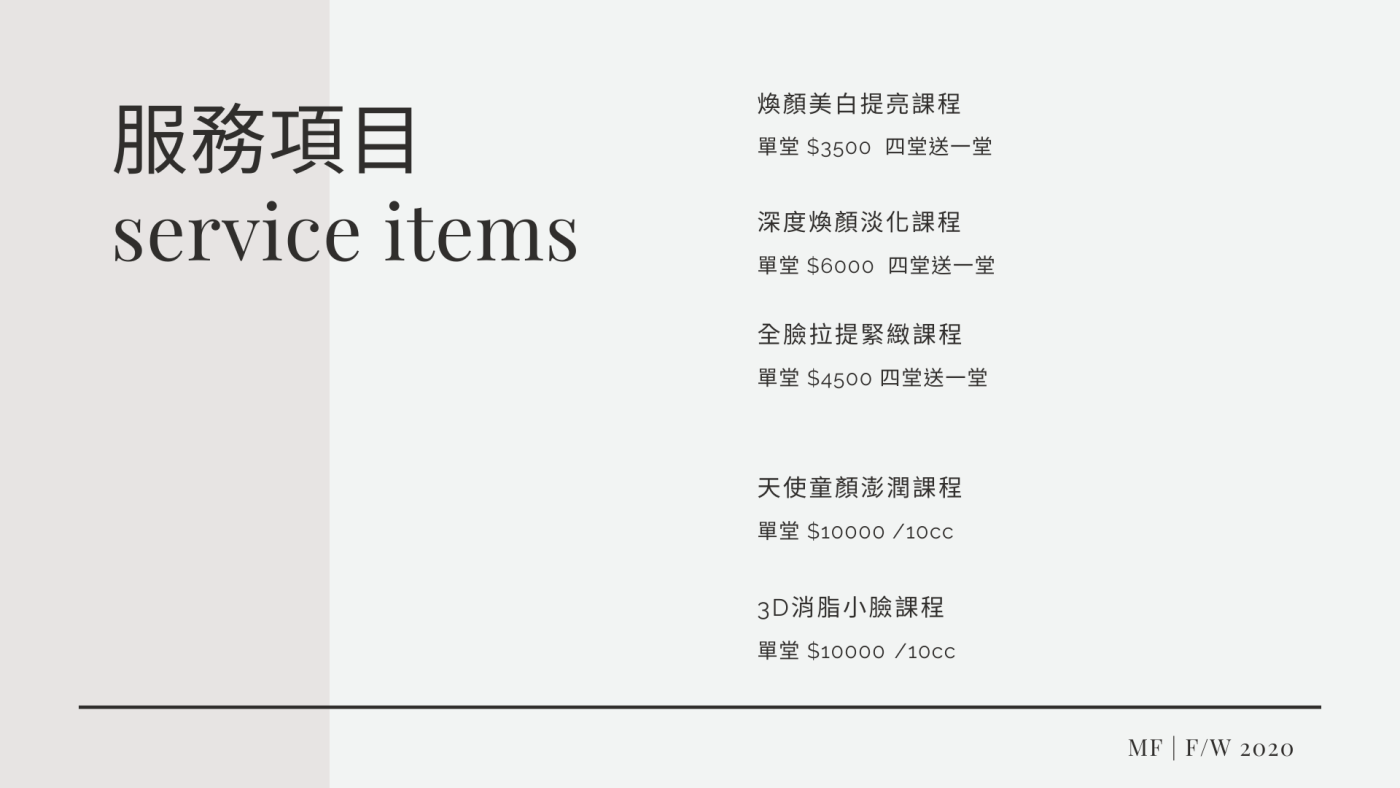 服務項目
service items
煥顏美白提亮課程
單堂 $3500 四堂送一堂
深度煥顏淡化課程
單堂 $6000 四堂送一堂
全臉拉提緊緻課程
單堂 $4500 四堂送一堂
天使童顏澎潤課程
單堂 $10000 /10cc
3D消脂小臉課程
單堂 $10000 /10cc
MF | F/W 2020